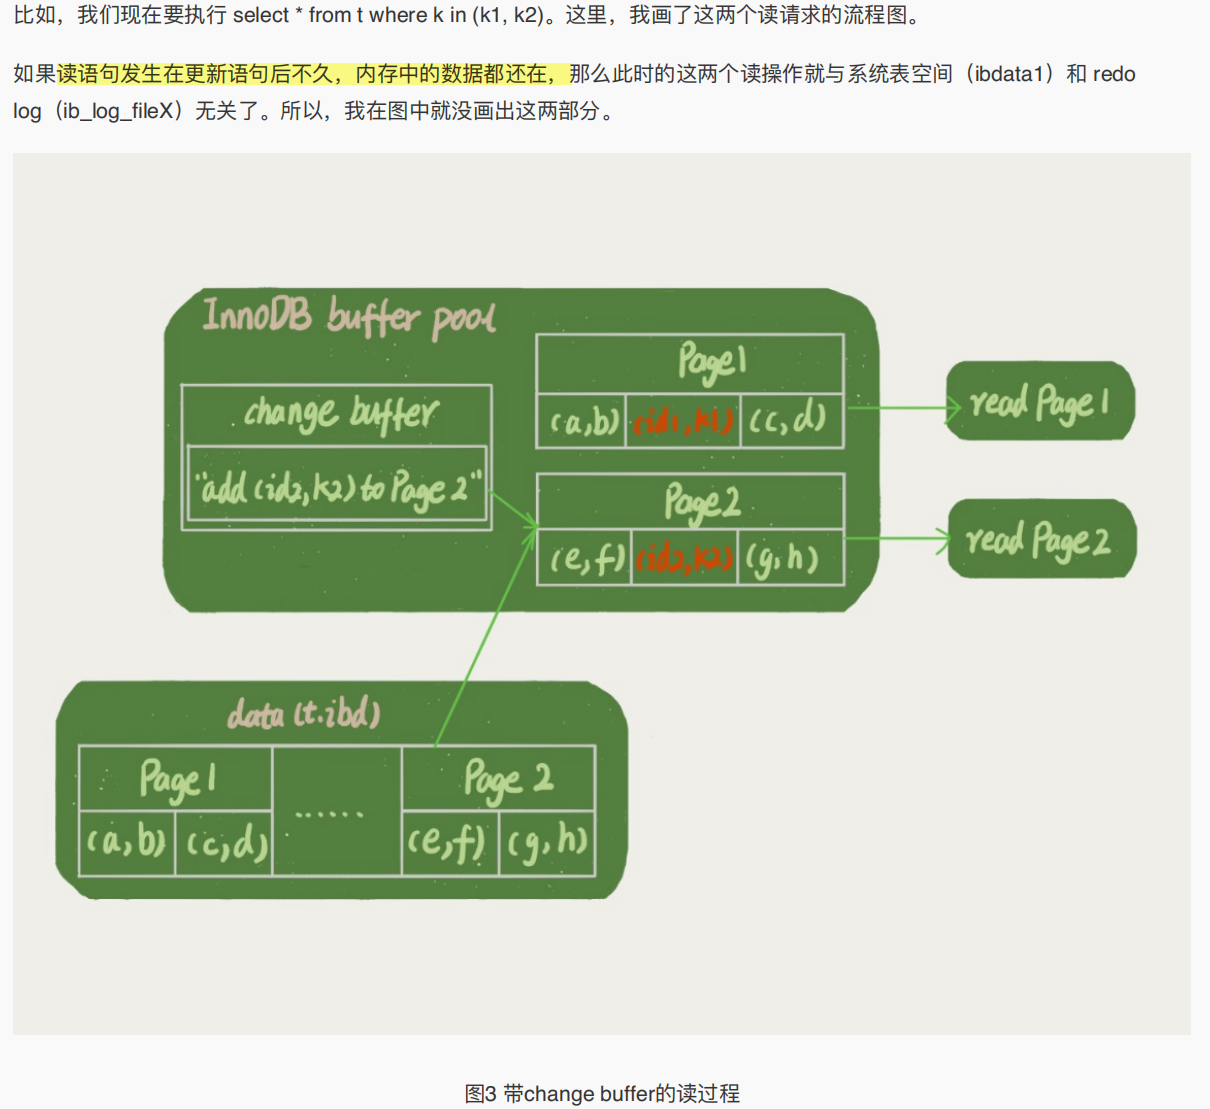 比如，我们现在要执行 select * from t where k in (k1, k2)。这里，我画了这两个读请求的流程图。
如果读语句发生在更新语句后不久，内存中的数据都还在，那么此时的这两个读操作就与系统表空间（ibdata1）和 redo
log（ib_log_fileX）无关了。所以，我在图中就没画出这两部分。
InnoDB buffer pool
change buffer
"add (id2,k2) to Page 2"
Page1
(a,b) (id1,k1) (c,d)
read Page1
Page2
(e,f) (id2,k2) (g,h)
read Page2
data (t.ibd)
Page1 ...... Page 2
(a,b) (c,d) (e,f) (g,h)
图3 带change buffer的读过程